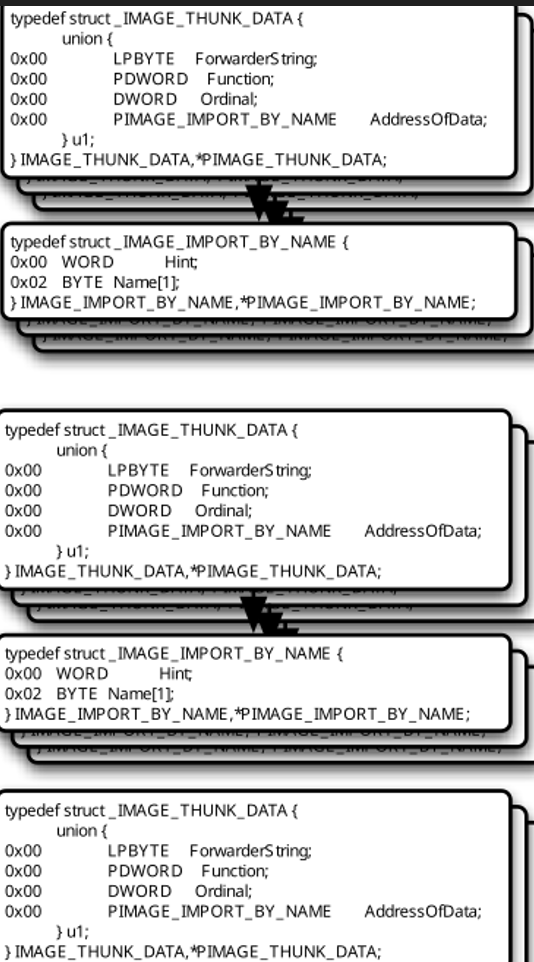 typedef struct _IMAGE_THUNK_DATA {
union {
0x00 LPBYTE ForwarderString;
0x00 PDWORD Function;
0x00 DWORD Ordinal;
0x00 PIMAGE_IMPORT_BY_NAME AddressOfData;
} u1;
} IMAGE_THUNK_DATA,*PIMAGE_THUNK_DATA;
typedef struct _IMAGE_IMPORT_BY_NAME {
0x00 WORD Hint;
0x02 BYTE Name[1];
} IMAGE_IMPORT_BY_NAME,*PIMAGE_IMPORT_BY_NAME;
typedef struct _IMAGE_THUNK_DATA {
union {
0x00 LPBYTE ForwarderString;
0x00 PDWORD Function;
0x00 DWORD Ordinal;
0x00 PIMAGE_IMPORT_BY_NAME AddressOfData;
} u1;
} IMAGE_THUNK_DATA,*PIMAGE_THUNK_DATA;
typedef struct _IMAGE_IMPORT_BY_NAME {
0x00 WORD Hint;
0x02 BYTE Name[1];
} IMAGE_IMPORT_BY_NAME,*PIMAGE_IMPORT_BY_NAME;
typedef struct _IMAGE_THUNK_DATA {
union {
0x00 LPBYTE ForwarderString;
0x00 PDWORD Function;
0x00 DWORD Ordinal;
0x00 PIMAGE_IMPORT_BY_NAME AddressOfData;
} u1;
} IMAGE_THUNK_DATA,*PIMAGE_THUNK_DATA;